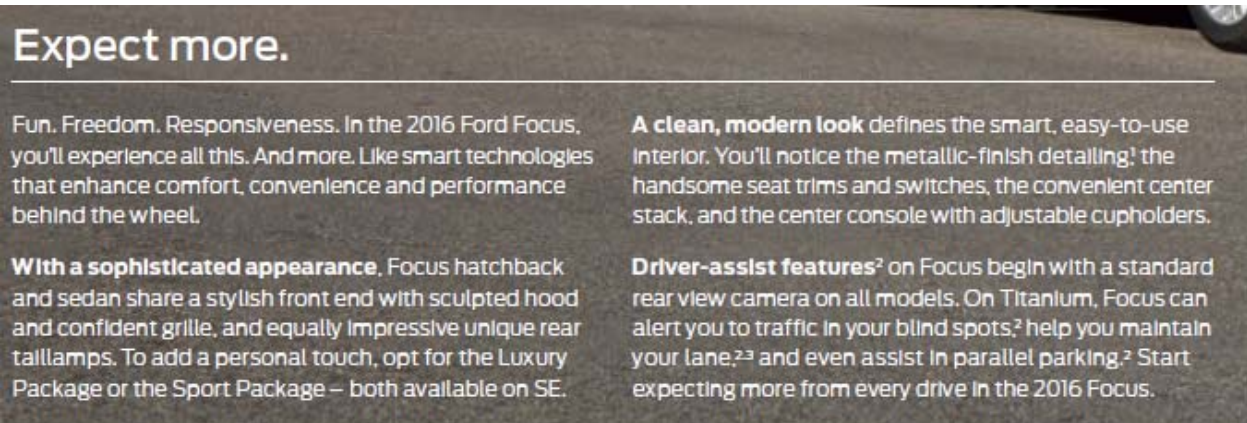 Expect more.
Fun. Freedom. Responsiveness. In the 2016 Ford Focus,
you'll experience all this. And more. Like smart technologies
that enhance comfort, convenience and performance
behind the wheel.
With a sophisticated appearance, Focus hatchback
and sedan share a stylish front end with sculpted hood
and confident grille, and equally impressive unique rear
taillamps. To add a personal touch, opt for the Luxury
Package or the Sport Package – both available on SE.
A clean, modern look defines the smart, easy-to-use
interior. You'll notice the metallic-finish detailing,¹ the
handsome seat trims and switches, the convenient center
stack, and the center console with adjustable cupholders.
Driver-assist features² on Focus begin with a standard
rear view camera on all models. On Titanium, Focus can
alert you to traffic in your blind spots,² help you maintain
your lane,²·³ and even assist in parallel parking.² Start
expecting more from every drive in the 2016 Focus.